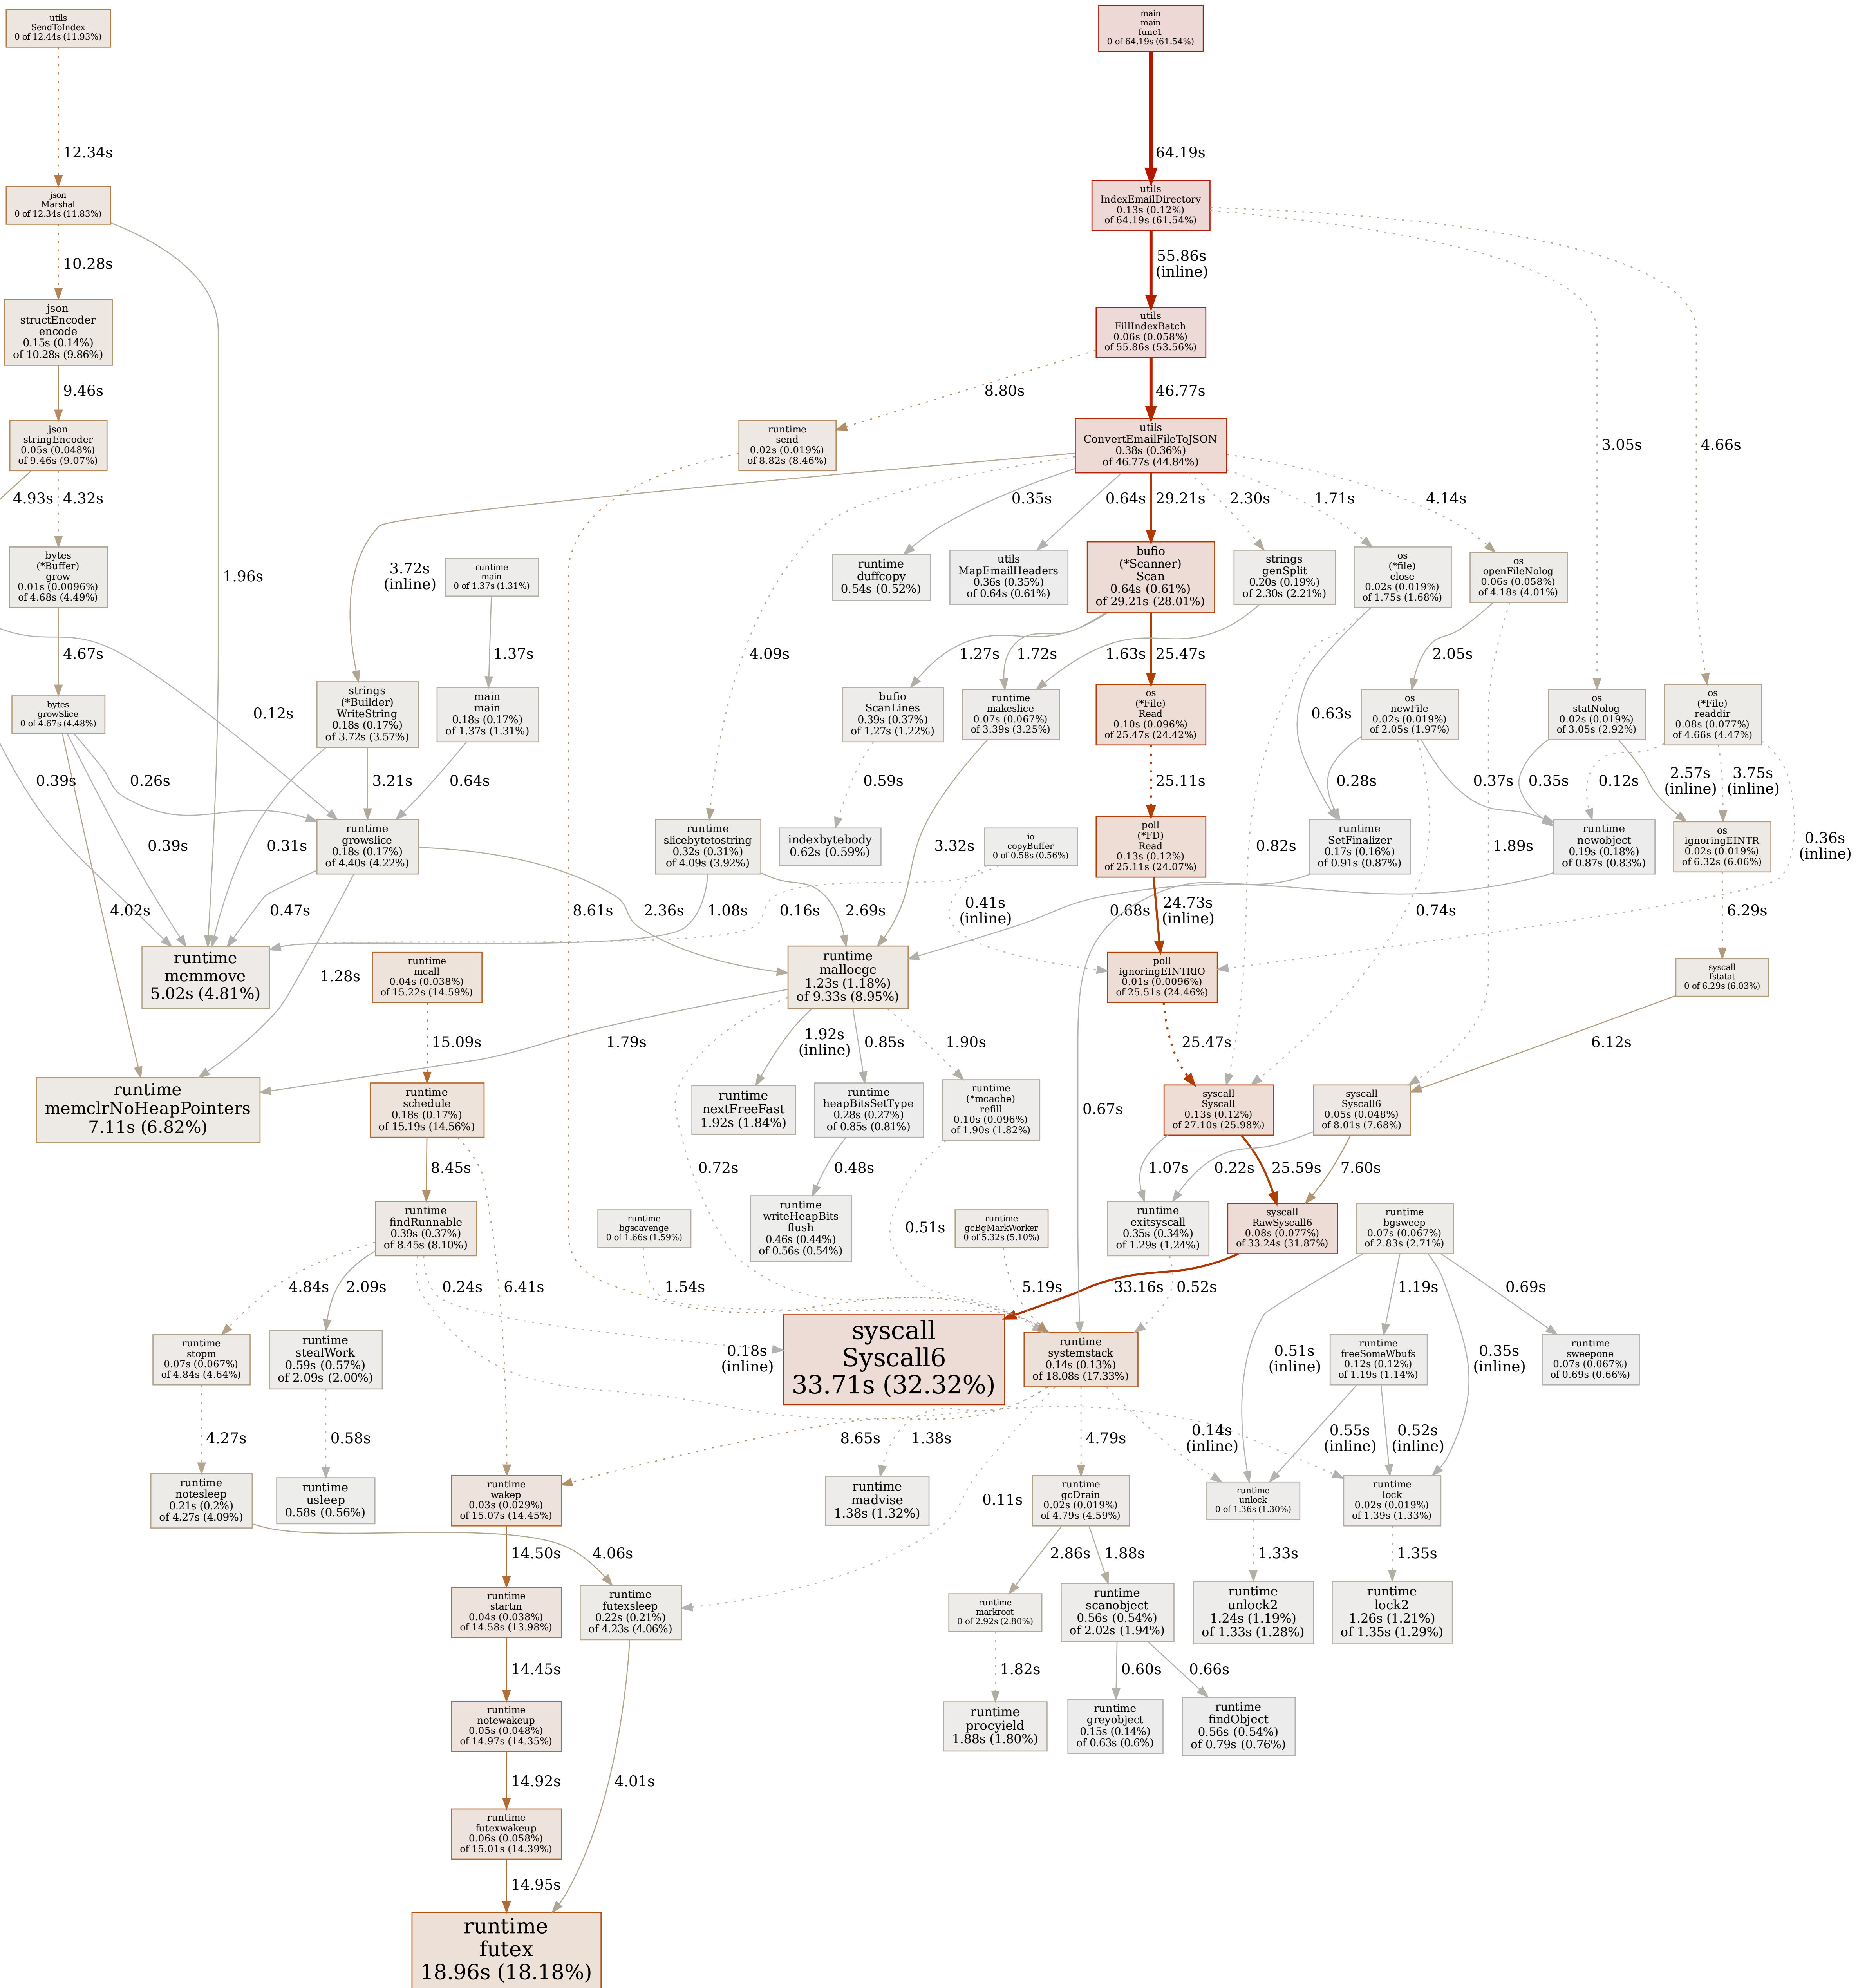 utils
SendToIndex
0 of 12.44s (11.93%)
main
main
func1
0 of 64.19s (61.54%)
12.34s
64.19s
json
Marshal
0 of 12.34s (11.83%)
utils
IndexEmailDirectory
0.13s (0.12%)
of 64.19s (61.54%)
10.28s
55.86s
(inline)
json
structEncoder
encode
0.15s (0.14%)
of 10.28s (9.86%)
utils
FillIndexBatch
0.06s (0.058%)
of 55.86s (53.56%)
9.46s
8.80s
46.77s
json
stringEncoder
0.05s (0.048%)
of 9.46s (9.07%)
runtime
send
0.02s (0.019%)
of 8.82s (8.46%)
utils
ConvertEmailFileToJSON
0.38s (0.36%)
of 46.77s (44.84%)
3.05s
4.66s
4.93s
4.32s
0.35s
0.64s
29.21s
2.30s
1.71s
4.14s
bytes
(*Buffer)
grow
0.01s (0.0096%)
of 4.68s (4.49%)
1.96s
3.72s
(inline)
runtime
main
0 of 1.37s (1.31%)
runtime
duffcopy
0.54s (0.52%)
utils
MapEmailHeaders
0.36s (0.35%)
of 0.64s (0.61%)
bufio
(*Scanner)
Scan
0.64s (0.61%)
of 29.21s (28.01%)
strings
genSplit
0.20s (0.19%)
of 2.30s (2.21%)
os
(*file)
close
0.02s (0.019%)
of 1.75s (1.68%)
os
openFileNolog
0.06s (0.058%)
of 4.18s (4.01%)
4.67s
1.37s
4.09s
1.27s
1.72s
1.63s
25.47s
2.05s
bytes
growSlice
0 of 4.67s (4.48%)
0.12s
strings
(*Builder)
WriteString
0.18s (0.17%)
of 3.72s (3.57%)
main
main
0.18s (0.17%)
of 1.37s (1.31%)
bufio
ScanLines
0.39s (0.37%)
of 1.27s (1.22%)
runtime
makeslice
0.07s (0.067%)
of 3.39s (3.25%)
os
(*File)
Read
0.10s (0.096%)
of 25.47s (24.42%)
0.63s
os
newFile
0.02s (0.019%)
of 2.05s (1.97%)
os
statNolog
0.02s (0.019%)
of 3.05s (2.92%)
os
(*File)
readdir
0.08s (0.077%)
of 4.66s (4.47%)
0.39s
0.26s
3.21s
0.64s
0.59s
25.11s
0.28s
0.37s
0.35s
0.12s
2.57s
(inline)
3.75s
(inline)
0.39s
0.31s
runtime
growslice
0.18s (0.17%)
of 4.40s (4.22%)
runtime
slicebytetostring
0.32s (0.31%)
of 4.09s (3.92%)
indexbytebody
0.62s (0.59%)
3.32s
io
copyBuffer
0 of 0.58s (0.56%)
poll
(*FD)
Read
0.13s (0.12%)
of 25.11s (24.07%)
0.82s
runtime
SetFinalizer
0.17s (0.16%)
of 0.91s (0.87%)
1.89s
runtime
newobject
0.19s (0.18%)
of 0.87s (0.83%)
os
ignoringEINTR
0.02s (0.019%)
of 6.32s (6.06%)
0.36s
(inline)
4.02s
0.47s
8.61s
2.36s
1.08s
0.16s
2.69s
0.41s
(inline)
0.68s
24.73s
(inline)
0.74s
6.29s
runtime
memmove
5.02s (4.81%)
1.28s
runtime
mcall
0.04s (0.038%)
of 15.22s (14.59%)
runtime
mallocgc
1.23s (1.18%)
of 9.33s (8.95%)
poll
ignoringEINTRIO
0.01s (0.0096%)
of 25.51s (24.46%)
syscall
fstatat
0 of 6.29s (6.03%)
15.09s
1.79s
1.92s
(inline)
0.85s
1.90s
25.47s
6.12s
runtime
memclrNoHeapPointers
7.11s (6.82%)
runtime
schedule
0.18s (0.17%)
of 15.19s (14.56%)
runtime
nextFreeFast
1.92s (1.84%)
runtime
heapBitsSetType
0.28s (0.27%)
of 0.85s (0.81%)
runtime
(*mcache)
refill
0.10s (0.096%)
of 1.90s (1.82%)
0.67s
syscall
Syscall
0.13s (0.12%)
of 27.10s (25.98%)
syscall
Syscall6
0.05s (0.048%)
of 8.01s (7.68%)
8.45s
0.72s
0.48s
1.07s
0.22s
25.59s
7.60s
runtime
findRunnable
0.39s (0.37%)
of 8.45s (8.10%)
runtime
bgscavenge
0 of 1.66s (1.59%)
runtime
writeHeapBits
flush
0.46s (0.44%)
of 0.56s (0.54%)
0.51s
runtime
gcBgMarkWorker
0 of 5.32s (5.10%)
runtime
exitsyscall
0.35s (0.34%)
of 1.29s (1.24%)
syscall
RawSyscall6
0.08s (0.077%)
of 33.24s (31.87%)
runtime
bgsweep
0.07s (0.067%)
of 2.83s (2.71%)
4.84s
2.09s
0.24s
6.41s
1.54s
5.19s
33.16s
0.52s
1.19s
0.69s
runtime
stopm
0.07s (0.067%)
of 4.84s (4.64%)
runtime
stealWork
0.59s (0.57%)
of 2.09s (2.00%)
0.18s
(inline)
syscall
Syscall6
33.71s (32.32%)
runtime
systemstack
0.14s (0.13%)
of 18.08s (17.33%)
0.51s
(inline)
runtime
freeSomeWbufs
0.12s (0.12%)
of 1.19s (1.14%)
0.35s
(inline)
runtime
sweepone
0.07s (0.067%)
of 0.69s (0.66%)
4.27s
0.58s
8.65s
1.38s
4.79s
0.14s
(inline)
0.55s
(inline)
0.52s
(inline)
runtime
notesleep
0.21s (0.2%)
of 4.27s (4.09%)
runtime
usleep
0.58s (0.56%)
runtime
wakep
0.03s (0.029%)
of 15.07s (14.45%)
runtime
madvise
1.38s (1.32%)
0.11s
runtime
gcDrain
0.02s (0.019%)
of 4.79s (4.59%)
runtime
unlock
0 of 1.36s (1.30%)
runtime
lock
0.02s (0.019%)
of 1.39s (1.33%)
14.50s
4.06s
2.86s
1.88s
1.33s
1.35s
runtime
startm
0.04s (0.038%)
of 14.58s (13.98%)
runtime
futexsleep
0.22s (0.21%)
of 4.23s (4.06%)
runtime
markroot
0 of 2.92s (2.80%)
runtime
scanobject
0.56s (0.54%)
of 2.02s (1.94%)
runtime
unlock2
1.24s (1.19%)
of 1.33s (1.28%)
runtime
lock2
1.26s (1.21%)
of 1.35s (1.29%)
14.45s
1.82s
0.60s
0.66s
runtime
notewakeup
0.05s (0.048%)
of 14.97s (14.35%)
runtime
procyield
1.88s (1.80%)
runtime
greyobject
0.15s (0.14%)
of 0.63s (0.6%)
runtime
findObject
0.56s (0.54%)
of 0.79s (0.76%)
14.92s
4.01s
runtime
futexwakeup
0.06s (0.058%)
of 15.01s (14.39%)
14.95s
runtime
futex
18.96s (18.18%)